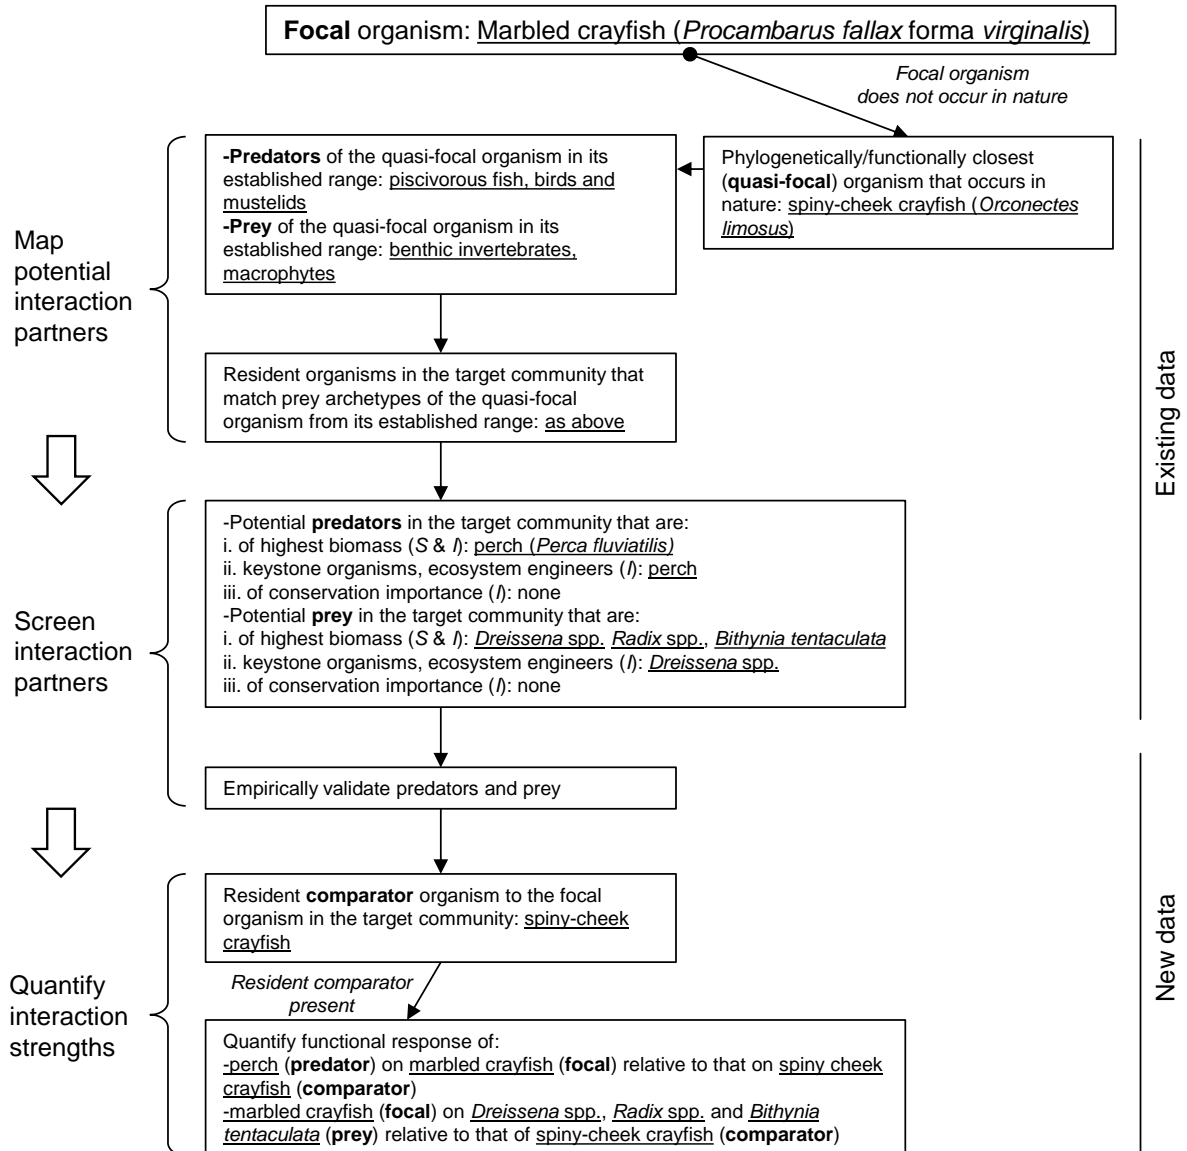 Focal organism: Marbled crayfish (Procambarus fallax forma virginalis)
Focal organism
does not occur in nature
Phylogenetically/functionally closest
(quasi-focal) organism that occurs in
nature: spiny-cheek crayfish (Orconectes
limosus)
Map
potential
interaction
partners
-Predators of the quasi-focal organism in its
established range: piscivorous fish, birds and
mustelids
-Prey of the quasi-focal organism in its
established range: benthic invertebrates,
macrophytes
Resident organisms in the target community that
match prey archetypes of the quasi-focal
organism from its established range: as above
Existing data
Screen
interaction
partners
-Potential predators in the target community that are:
i. of highest biomass (S & I): perch (Perca fluviatilis)
ii. keystone organisms, ecosystem engineers (I): perch
iii. of conservation importance (I): none
-Potential prey in the target community that are:
i. of highest biomass (S & I): Dreissena spp. Radix spp., Bithynia tentaculata
ii. keystone organisms, ecosystem engineers (I): Dreissena spp.
iii. of conservation importance (I): none
Empirically validate predators and prey
New data
Quantify
interaction
strengths
Resident comparator organism to the focal
organism in the target community: spiny-cheek
crayfish
Resident comparator
present
Quantify functional response of:
-perch (predator) on marbled crayfish (focal) relative to that on spiny cheek
crayfish (comparator)
-marbled crayfish (focal) on Dreissena spp., Radix spp. and Bithynia
tentaculata (prey) relative to that of spiny-cheek crayfish (comparator)